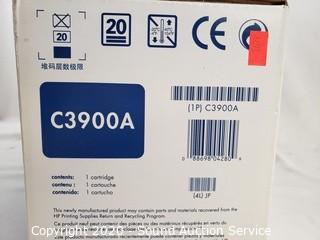 20
20
CE
堆码层数极限
C3900A
(1P) C3900A
0 88698 04280
contents: 1 cartridge
contenu: 1 cartouche
contenido: 1 cartucho
(4L) JP
This newly manufactured product may contain parts and materials recovered from the
HP Printing Supplies Return and Recycling Program.
Copyright 2020 - Sound Auction Service